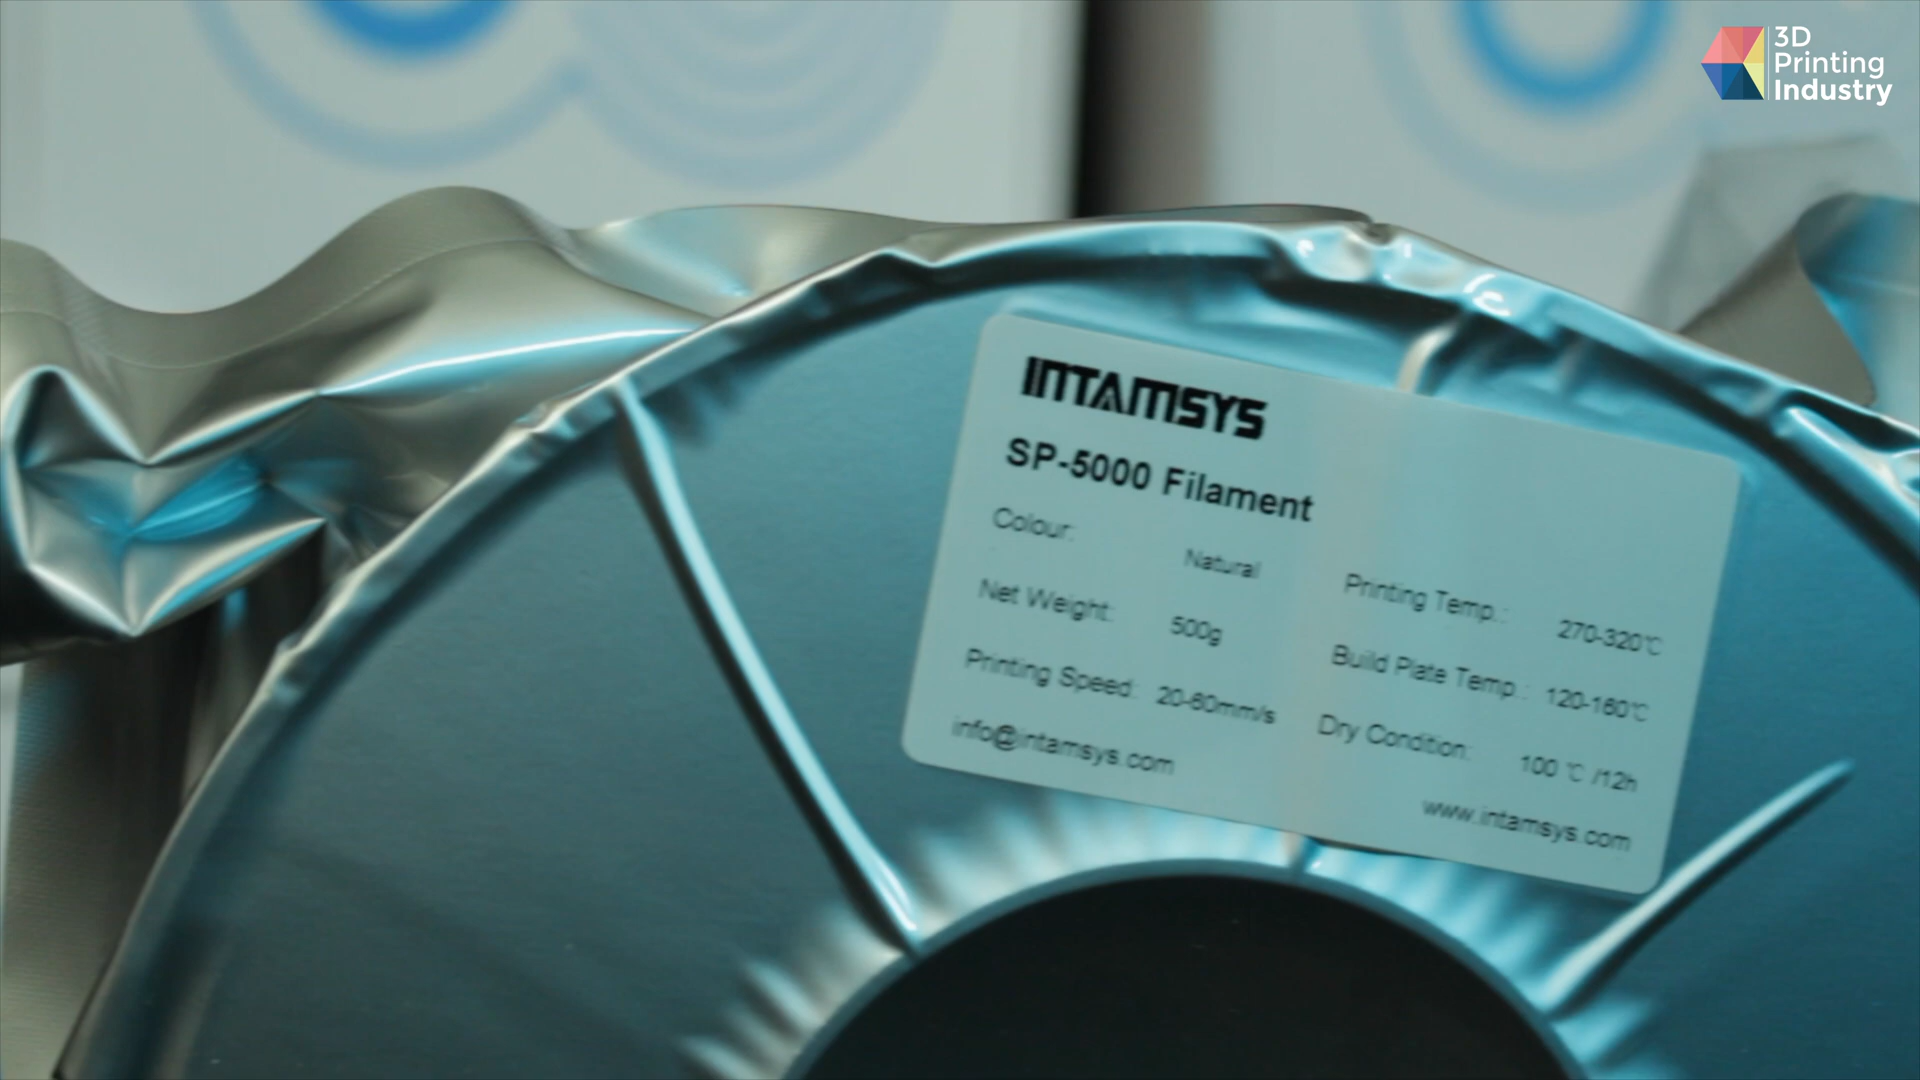 3D
Printing
Industry
INTAMSYS
SP-5000 Filament
Colour: Natural
Net Weight: 500g
Printing Speed: 20-60mm/s
Printing Temp.: 270-320℃
Build Plate Temp.: 120-160℃
Dry Condition: 100 ℃ /12h
info@intamsys.com
www.intamsys.com